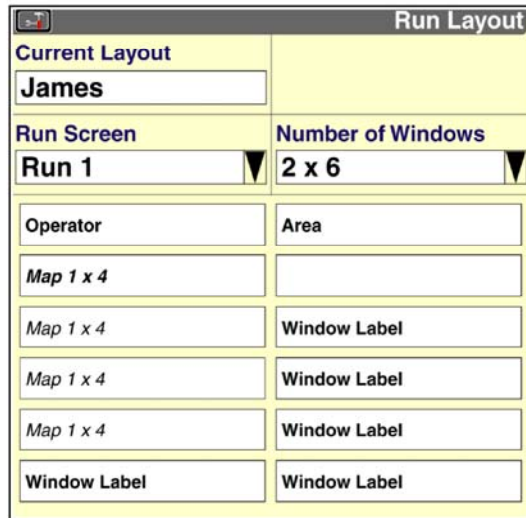 Run Layout
Current Layout
James
Run Screen Number of Windows
Run 1 2 x 6
Operator Area
Map 1 x 4
Map 1 x 4 Window Label
Map 1 x 4 Window Label
Map 1 x 4 Window Label
Window Label Window Label